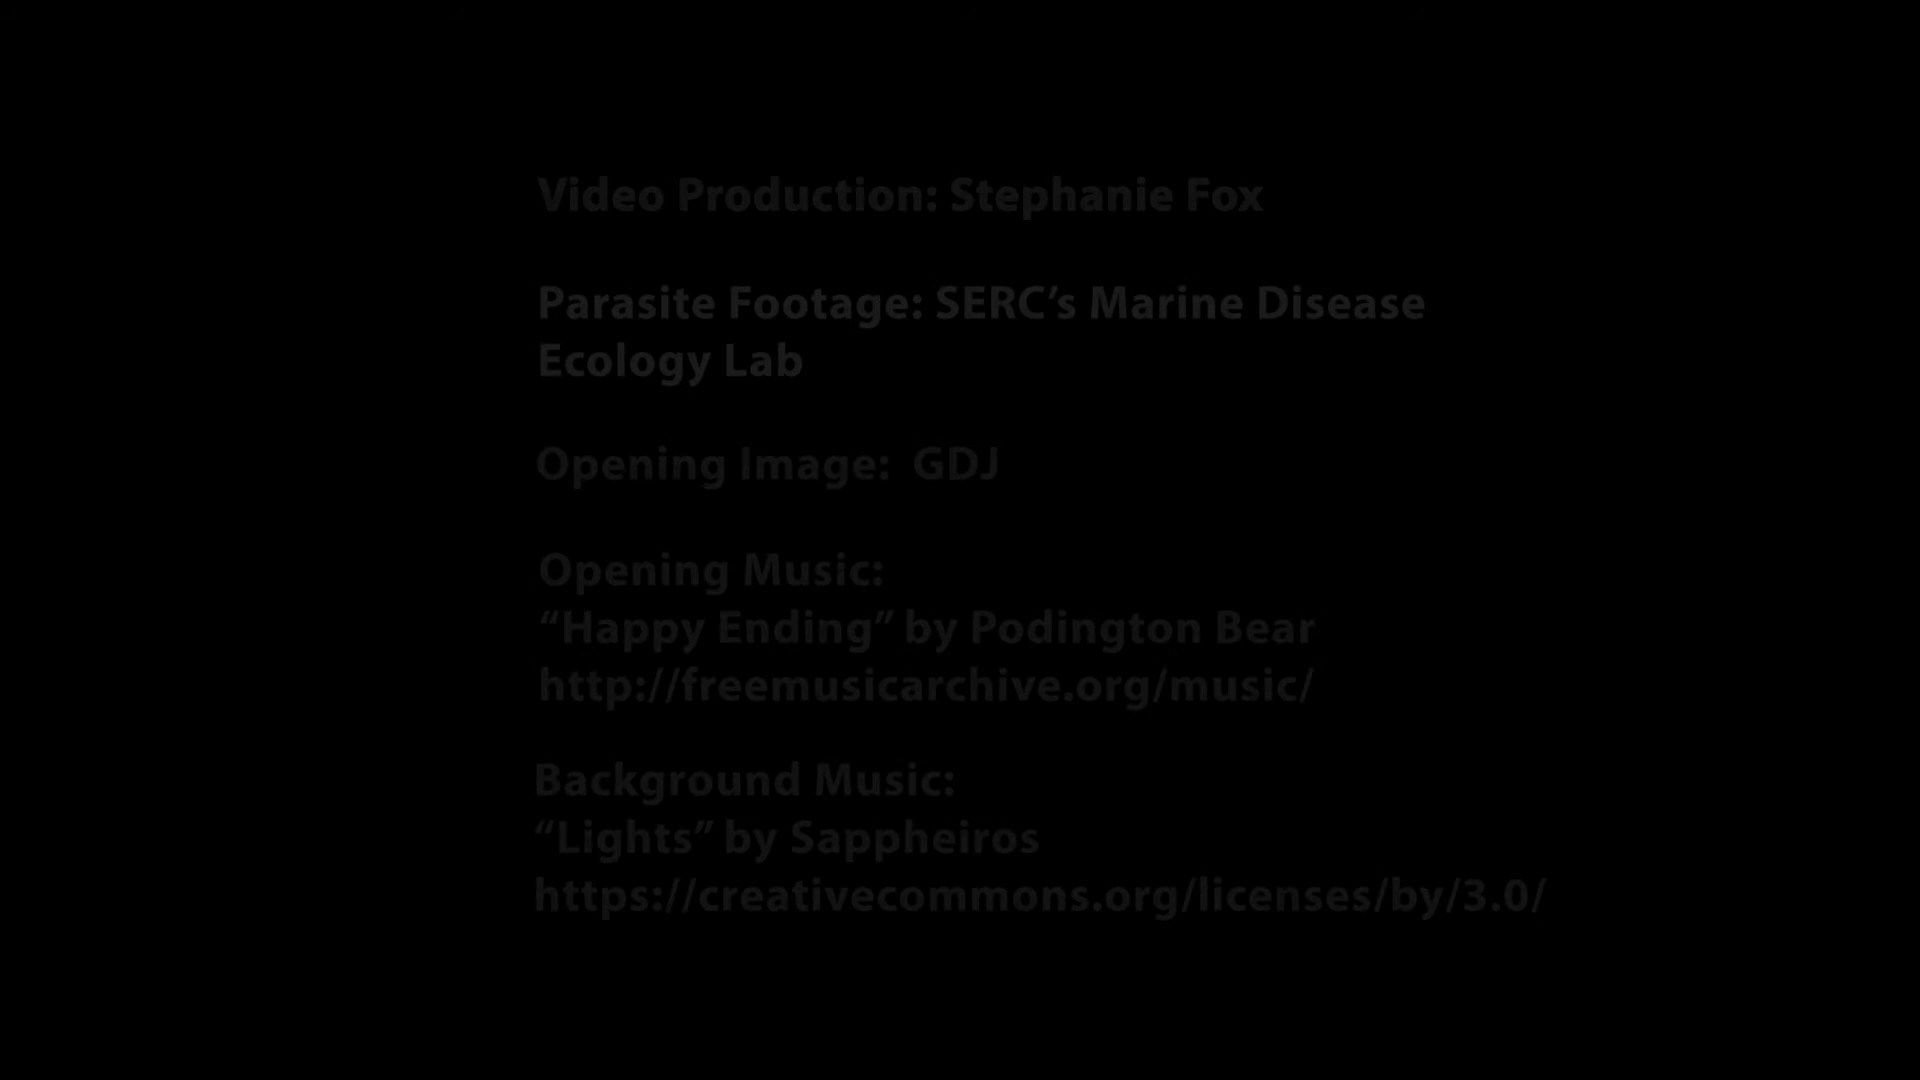 Video Production: Stephanie Fox
Parasite Footage: SERC’s Marine Disease
Ecology Lab
Opening Image:  GDJ
Opening Music:
“Happy Ending” by Podington Bear
http://freemusicarchive.org/music/
Background Music:
“Lights” by Sappheiros
https://creativecommons.org/licenses/by/3.0/